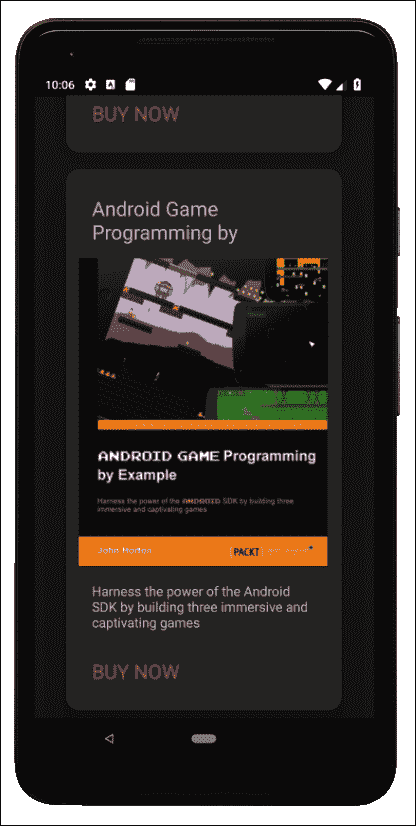 10:06
BUY NOW
Android Game
Programming by
ANDROID GAME Programming
by Example
Harness the power of the ANDROID SDK by building three
immersive and captivating games
John Horton
PACKT
Harness the power of the Android
SDK by building three immersive and
captivating games
BUY NOW